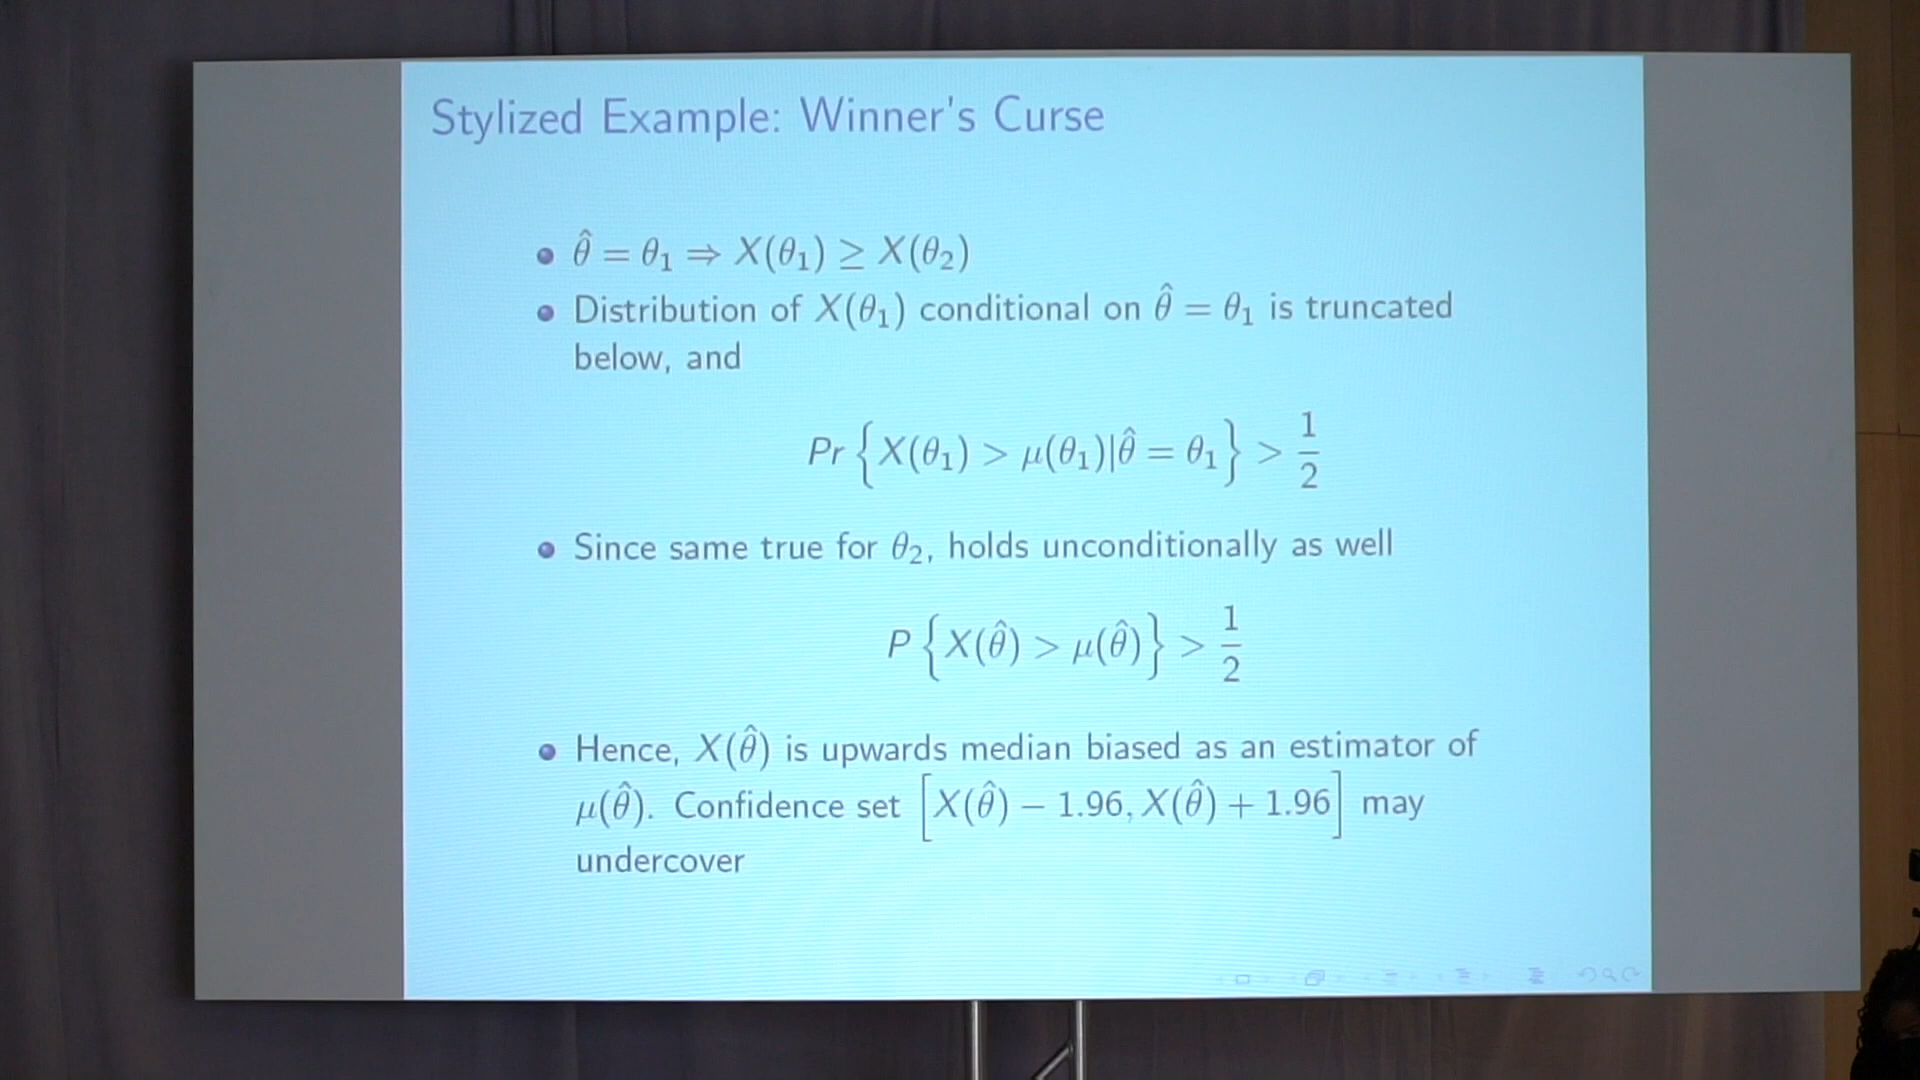 Stylized Example: Winner's Curse
θ̂ = θ₁ ⇒ X(θ₁) ≥ X(θ₂)
Distribution of X(θ₁) conditional on θ̂ = θ₁ is truncated
below, and
Pr {X(θ₁) > μ(θ₁)|θ̂ = θ₁} > 1/2
Since same true for θ₂, holds unconditionally as well
P {X(θ̂) > μ(θ̂)} > 1/2
Hence, X(θ̂) is upwards median biased as an estimator of
μ(θ̂). Confidence set [X(θ̂) − 1.96, X(θ̂) + 1.96] may
undercover